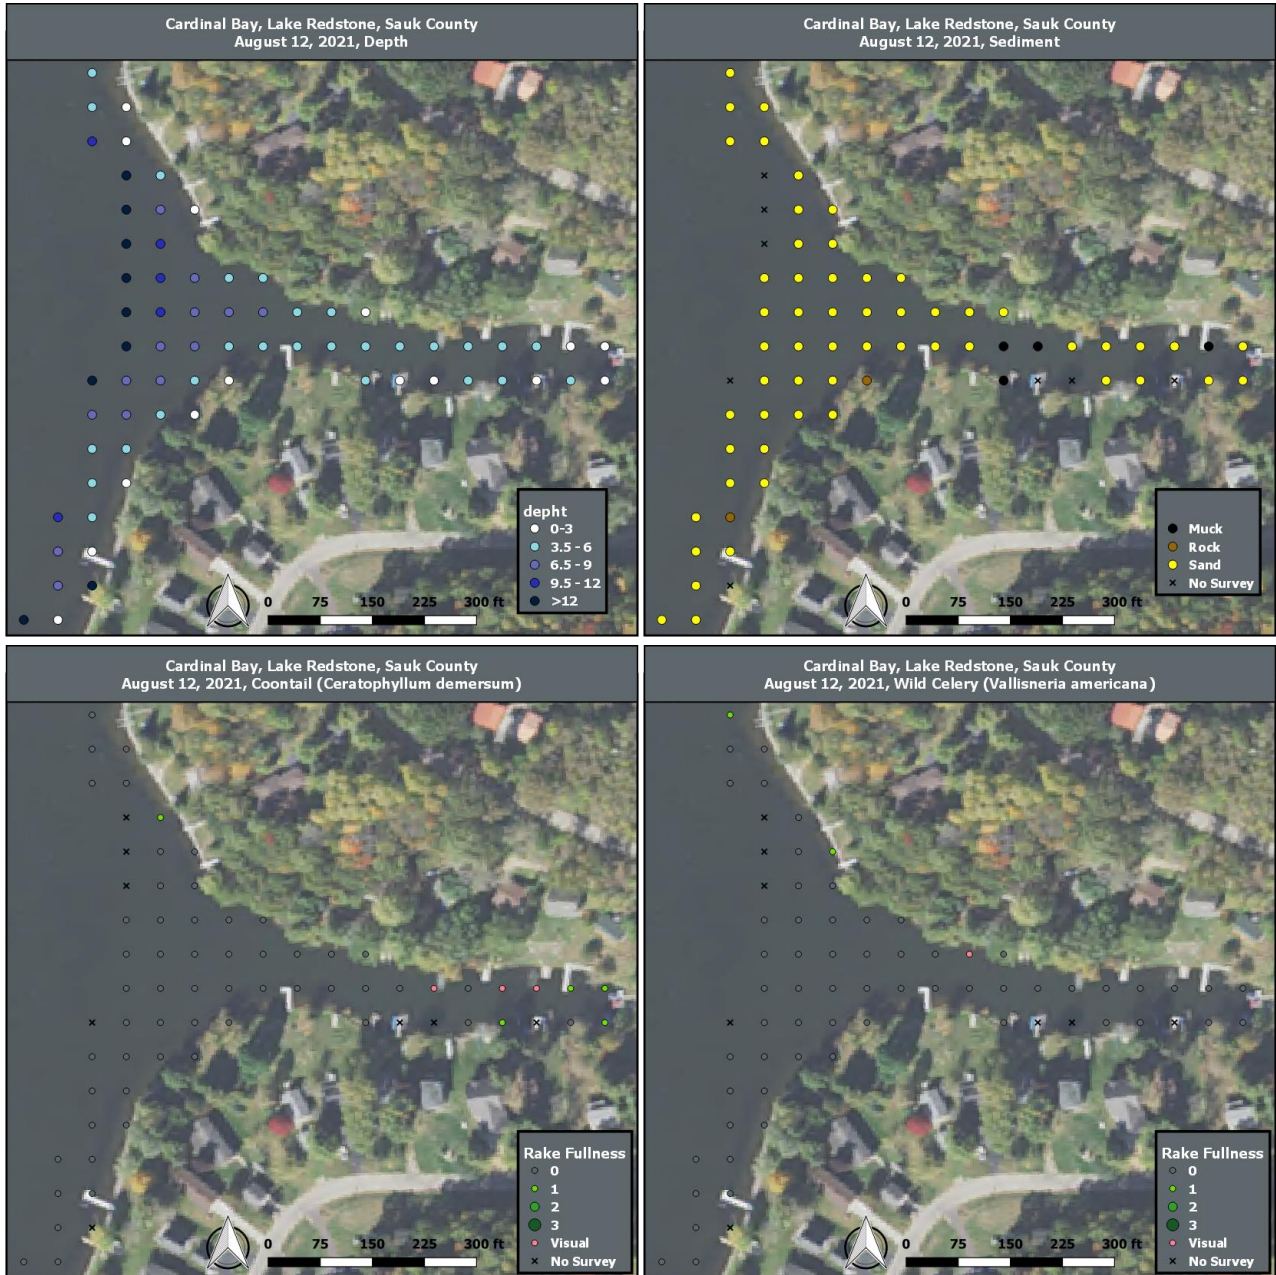 Cardinal Bay, Lake Redstone, Sauk County
August 12, 2021, Depth
depht
0-3
3.5 - 6
6.5 - 9
9.5 - 12
>12
0 75 150 225 300 ft
Cardinal Bay, Lake Redstone, Sauk County
August 12, 2021, Sediment
Muck
Rock
Sand
No Survey
0 75 150 225 300 ft
Cardinal Bay, Lake Redstone, Sauk County
August 12, 2021, Coontail (Ceratophyllum demersum)
Rake Fullness
0
1
2
3
Visual
No Survey
0 75 150 225 300 ft
Cardinal Bay, Lake Redstone, Sauk County
August 12, 2021, Wild Celery (Vallisneria americana)
Rake Fullness
0
1
2
3
Visual
No Survey
0 75 150 225 300 ft